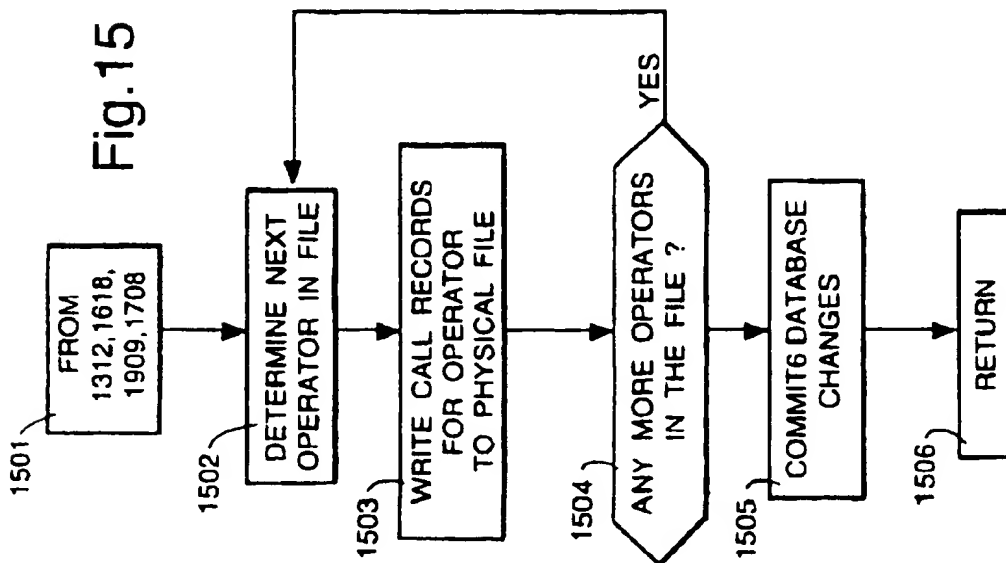 Fig.15
1501
FROM
1312,1618,
1909,1708
1502
DETERMINE NEXT
OPERATOR IN FILE
1503
WRITE CALL RECORDS
FOR OPERATOR
TO PHYSICAL FILE
1504
ANY MORE OPERATORS
IN THE FILE ?
YES
1505
COMMIT6 DATABASE
CHANGES
1506
RETURN